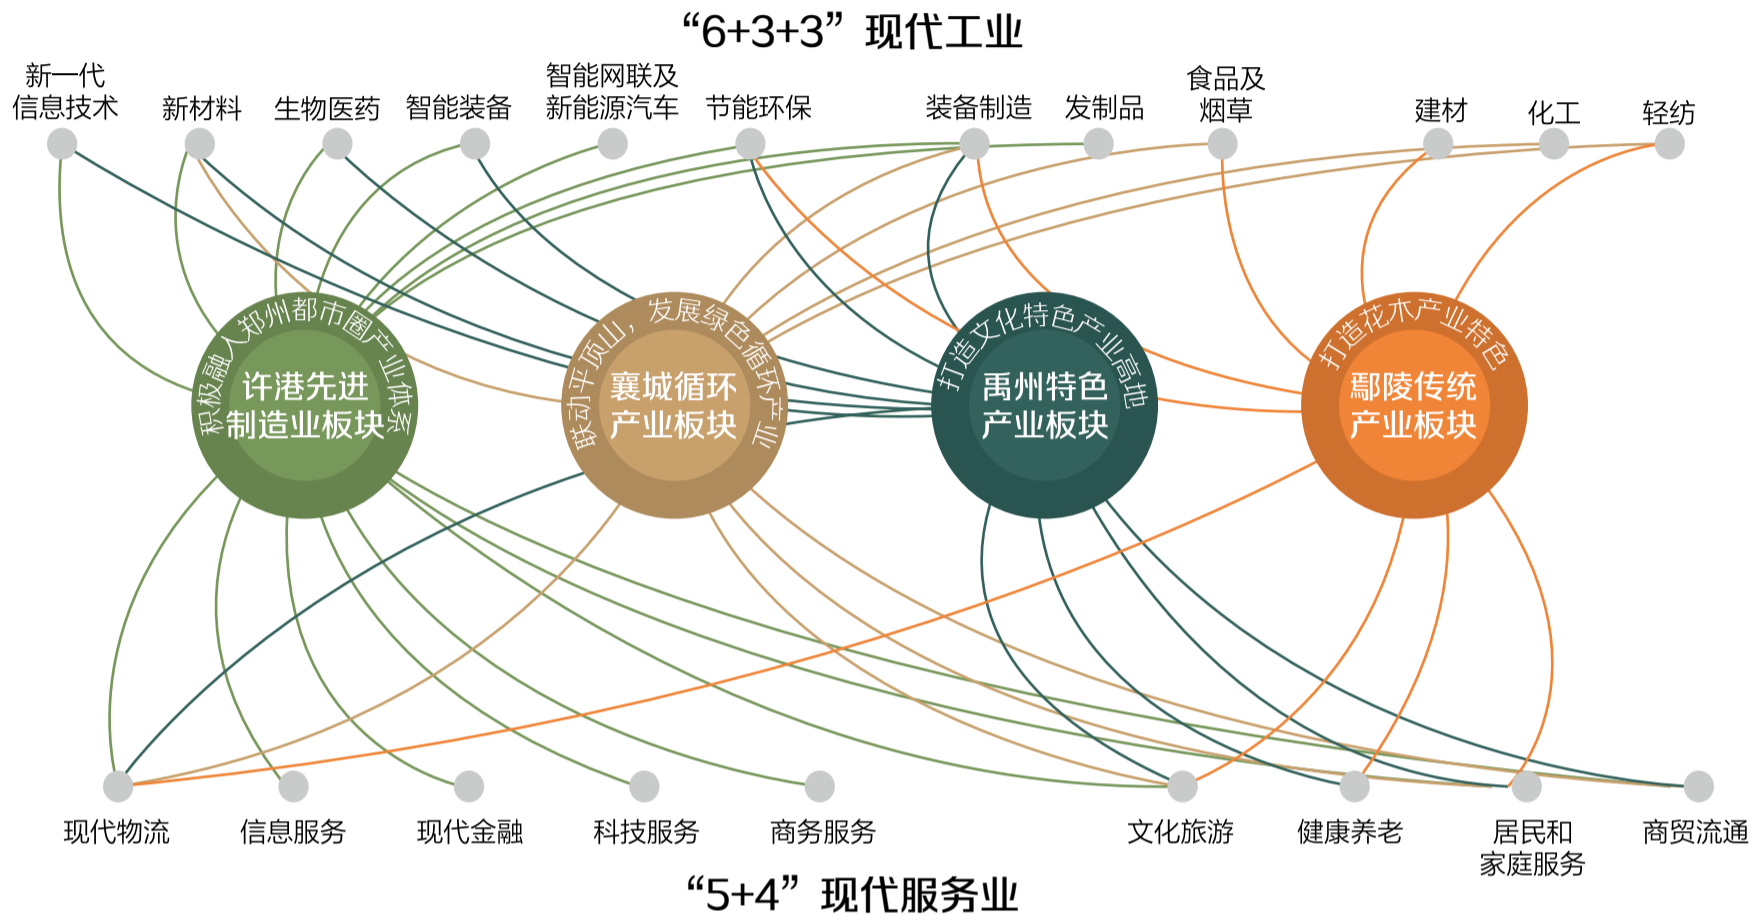 “6+3+3”现代工业
新一代
信息技术
新材料
生物医药
智能装备
智能网联及
新能源汽车
节能环保
装备制造
发制品
食品及
烟草
建材
化工
轻纺
积极融入郑州都市圈产业体系
许港先进
制造业板块
联动平顶山，发展绿色循环产业
襄城循环
产业板块
打造文化特色产业高地
禹州特色
产业板块
打造花木产业特色
鄢陵传统
产业板块
现代物流
信息服务
现代金融
科技服务
商务服务
文化旅游
健康养老
居民和
家庭服务
商贸流通
“5+4”现代服务业